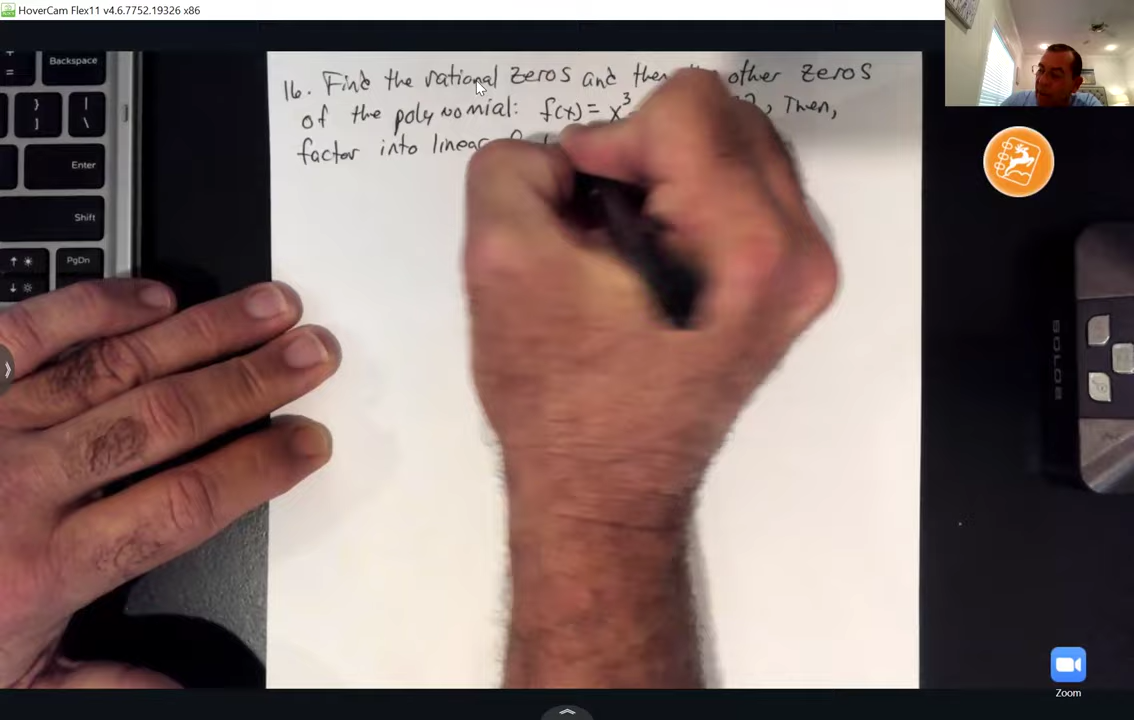 HoverCam Flex11 v4.6.7752.19326 x86
Backspace
+
=
}
]
|
\
Enter
Shift
PgDn
16. Find the rational zeros and then other zeros
of the polynomial: f(x) = x³ , Then,
factor into linear
BOLDE
Zoom